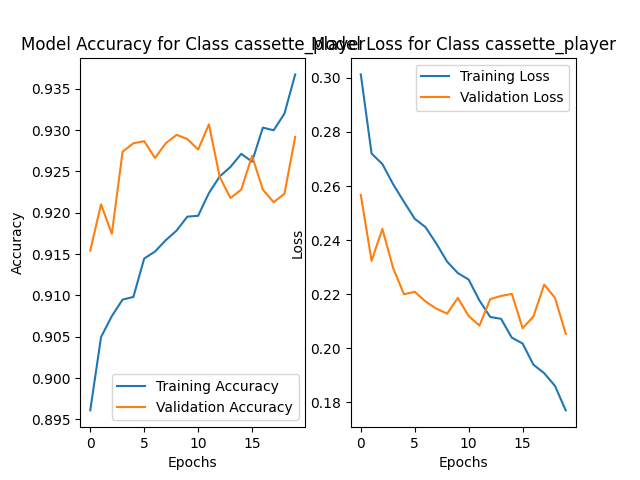 Model Accuracy for Class cassette_player
Model Loss for Class cassette_player
0.935
0.930
0.925
0.920
0.915
0.910
0.905
0.900
0.895
Accuracy
Training Accuracy
Validation Accuracy
0 5 10 15
Epochs
0.30
0.28
0.26
0.24
0.22
0.20
0.18
Loss
Training Loss
Validation Loss
0 5 10 15
Epochs